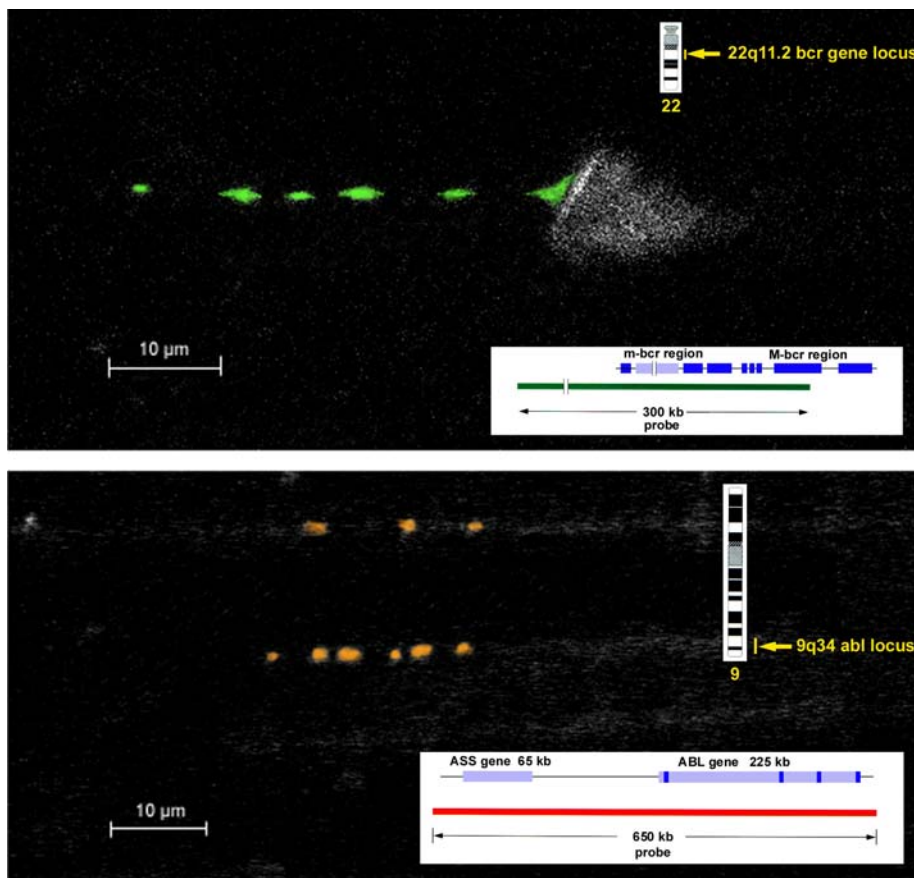 22q11.2 bcr gene locus
22
10 µm
m-bcr region M-bcr region
300 kb
probe
9q34 abl locus
9
ASS gene 65 kb ABL gene 225 kb
10 µm
650 kb
probe